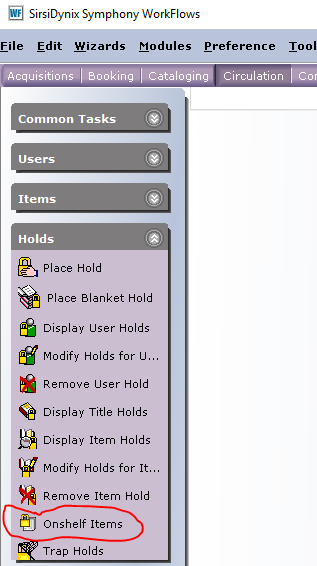 WF SirsiDynix Symphony WorkFlows
File Edit Wizards Modules Preference Tool
Acquisitions Booking Cataloging Circulation Co
Common Tasks
Users
Items
Holds
Place Hold
Place Blanket Hold
Display User Holds
Modify Holds for U...
Remove User Hold
Display Title Holds
Display Item Holds
Modify Holds for It...
Remove Item Hold
Onshelf Items
Trap Holds